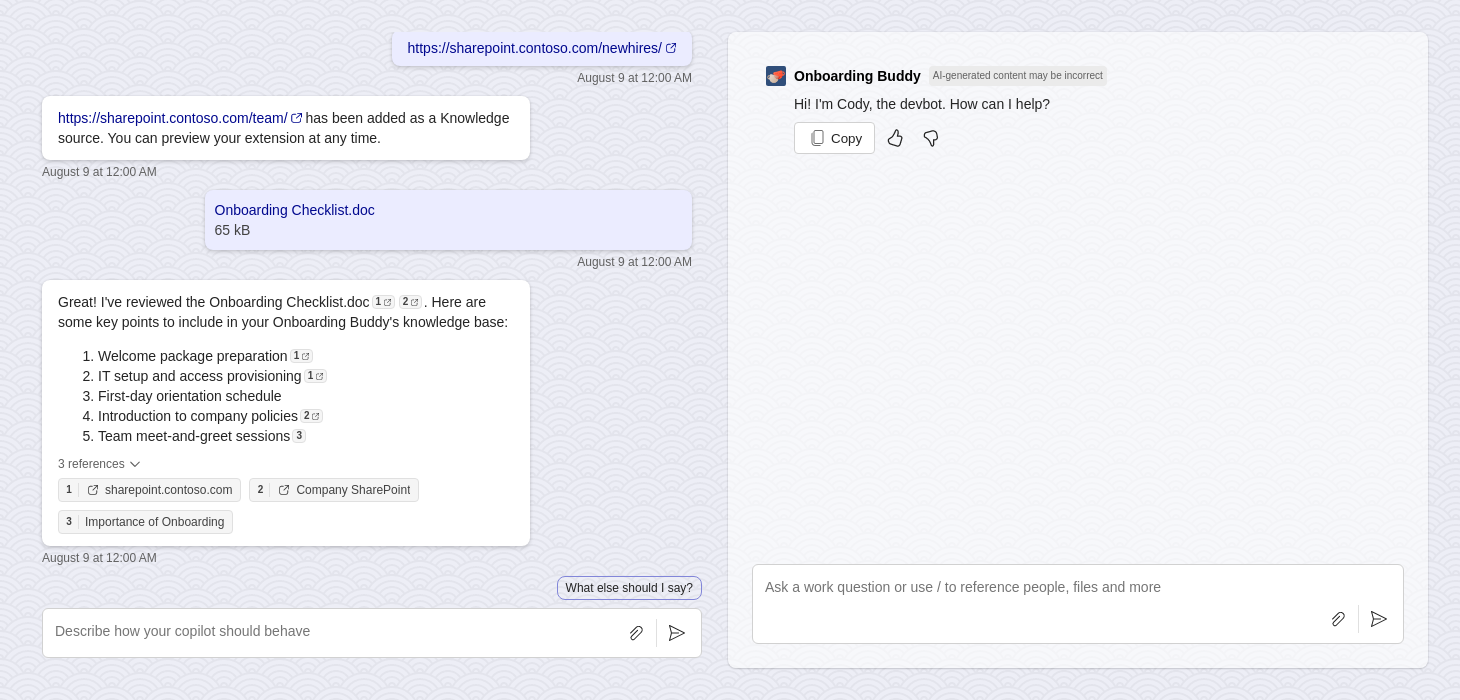 https://sharepoint.contoso.com/newhires/
August 9 at 12:00 AM
https://sharepoint.contoso.com/team/ has been added as a Knowledge
source. You can preview your extension at any time.
August 9 at 12:00 AM
Onboarding Checklist.doc
65 kB
August 9 at 12:00 AM
Great! I've reviewed the Onboarding Checklist.doc 1 2 . Here are
some key points to include in your Onboarding Buddy's knowledge base:
1. Welcome package preparation 1
2. IT setup and access provisioning 1
3. First-day orientation schedule
4. Introduction to company policies 2
5. Team meet-and-greet sessions 3
3 references
1 sharepoint.contoso.com 2 Company SharePoint
3 Importance of Onboarding
August 9 at 12:00 AM
What else should I say?
Describe how your copilot should behave
Onboarding Buddy AI-generated content may be incorrect
Hi! I'm Cody, the devbot. How can I help?
Copy
Ask a work question or use / to reference people, files and more